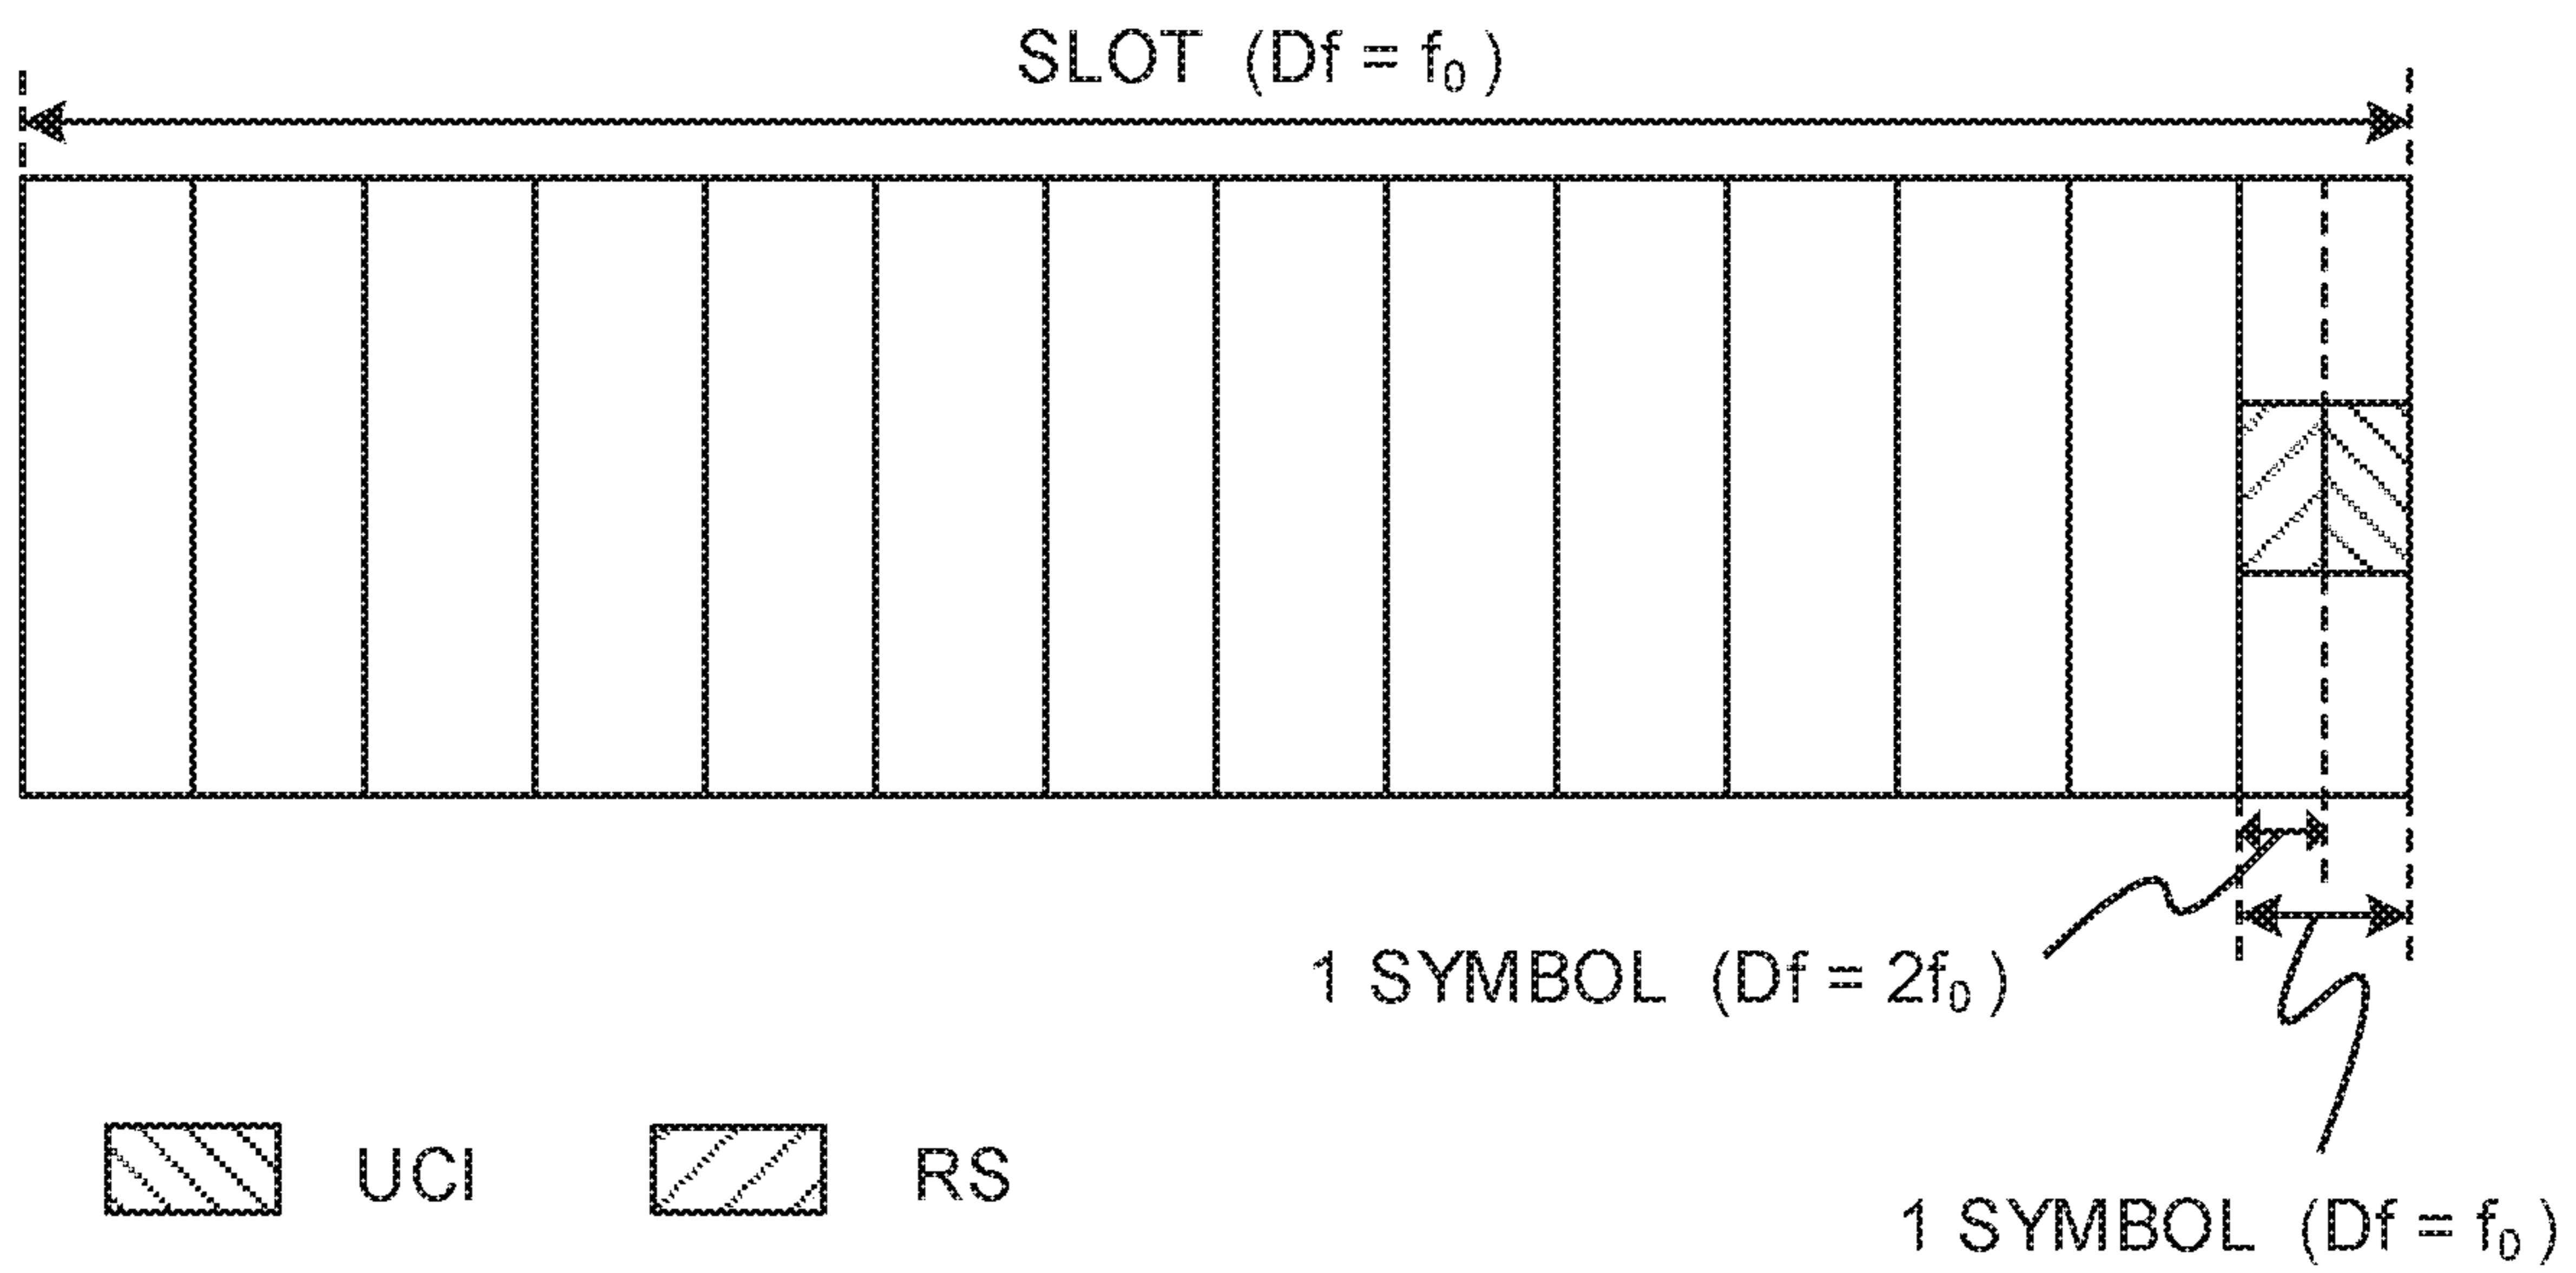 SLOT (Df = f₀)
1 SYMBOL (Df = 2f₀)
UCI RS
1 SYMBOL (Df = f₀)